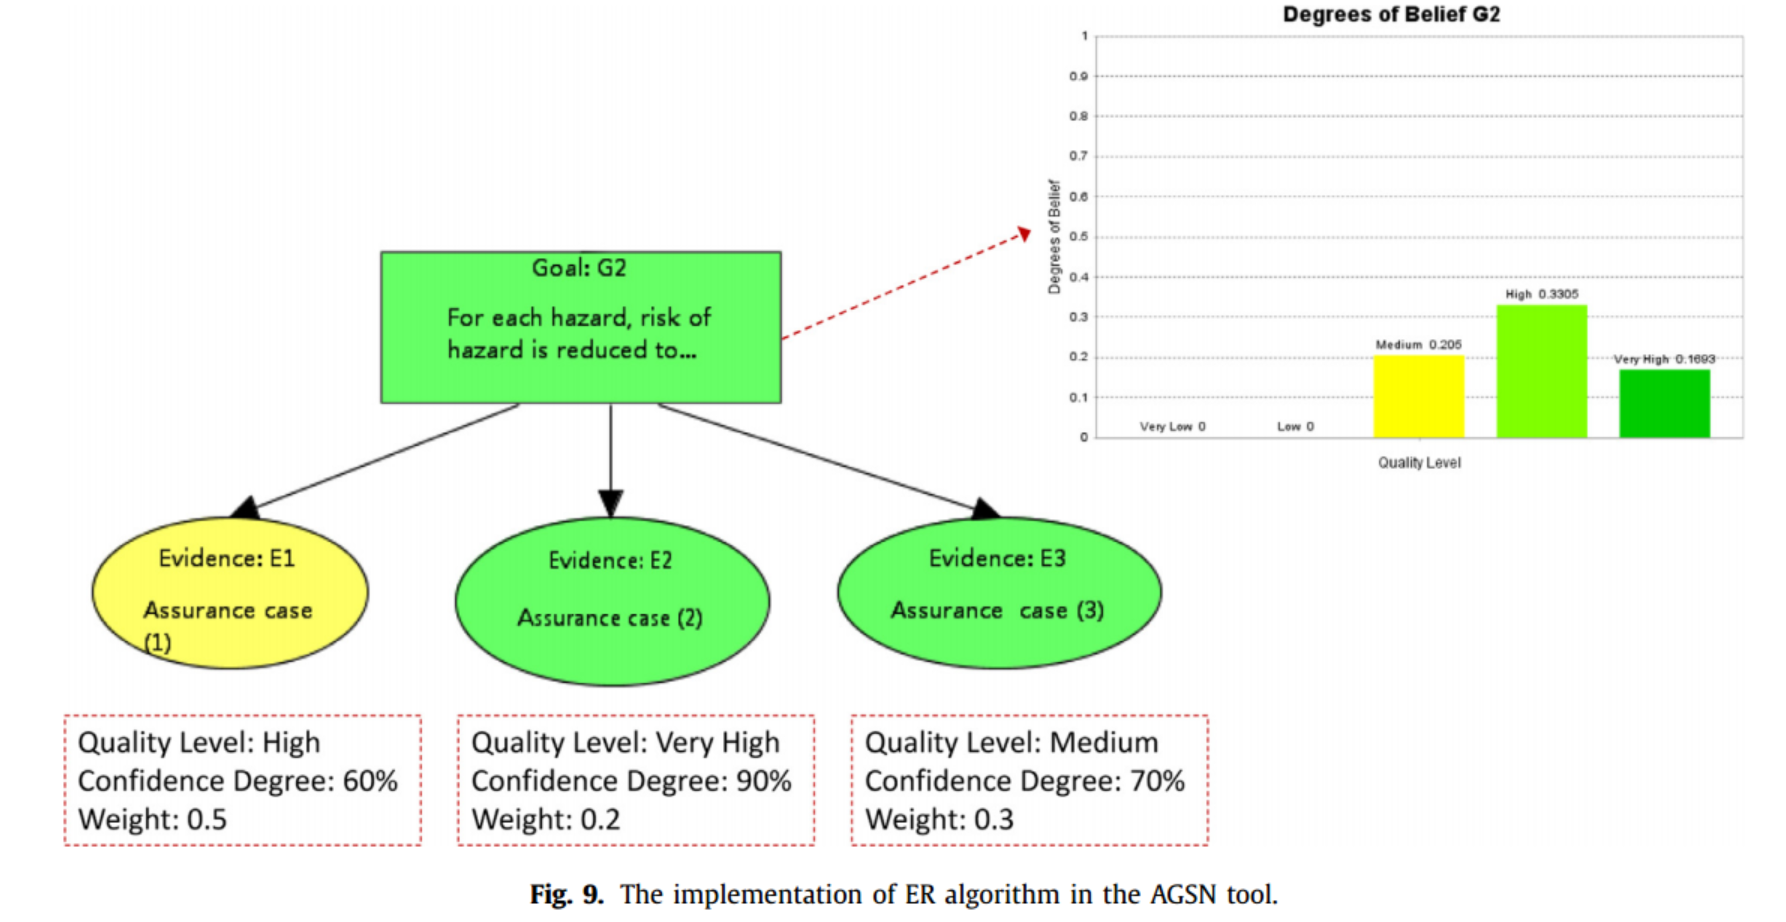 Degrees of Belief G2
1
0.9
0.8
0.7
0.6
0.5
0.4
0.3
0.2
0.1
0
Degrees of Belief
Very Low 0
Low 0
Medium 0.205
High 0.3305
Very High 0.1693
Quality Level
Goal: G2
For each hazard, risk of
hazard is reduced to...
Evidence: E1
Assurance case
(1)
Evidence: E2
Assurance case (2)
Evidence: E3
Assurance case (3)
Quality Level: High
Confidence Degree: 60%
Weight: 0.5
Quality Level: Very High
Confidence Degree: 90%
Weight: 0.2
Quality Level: Medium
Confidence Degree: 70%
Weight: 0.3
Fig. 9. The implementation of ER algorithm in the AGSN tool.